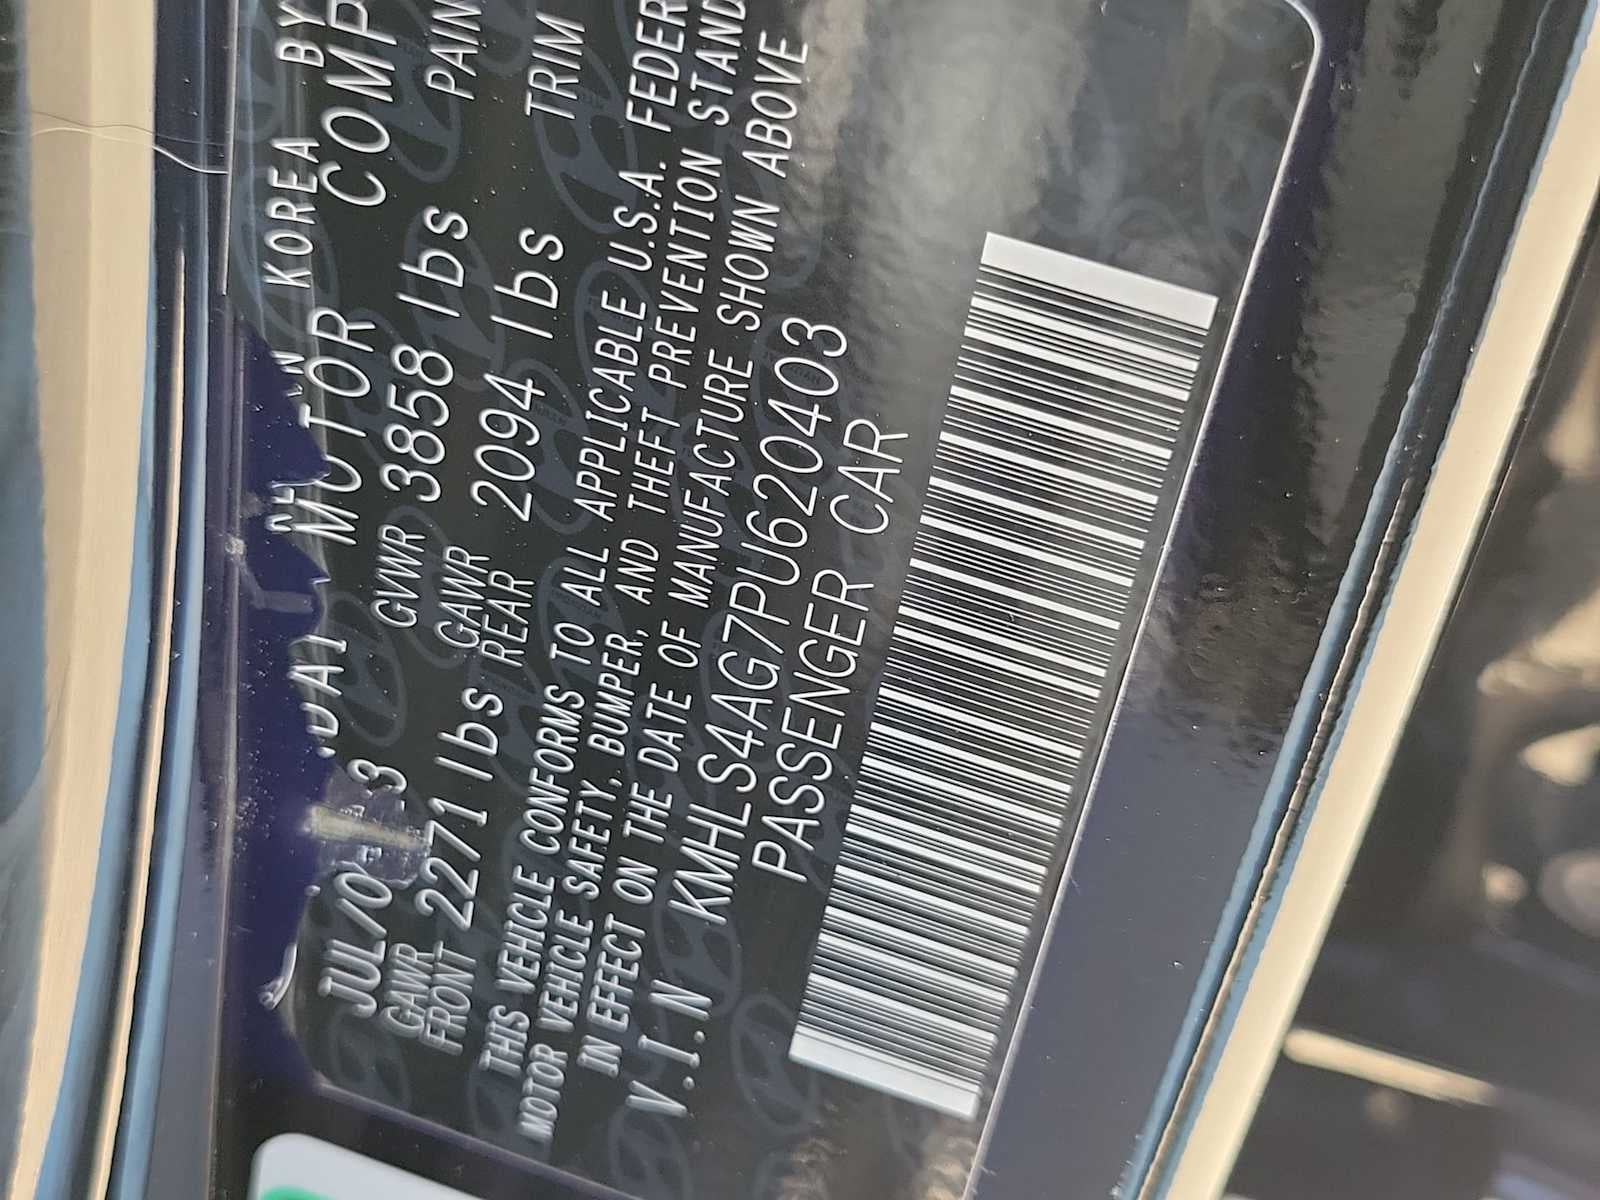 KOREA BY
MOTOR COMP
JUL/0 3 GVWR 3858 lbs PAIN
GAWR FRONT 2271 lbs GAWR REAR 2094 lbs TRIM
THIS VEHICLE CONFORMS TO ALL APPLICABLE U.S.A. FEDER
MOTOR VEHICLE SAFETY, BUMPER, AND THEFT PREVENTION STAND
IN EFFECT ON THE DATE OF MANUFACTURE SHOWN ABOVE
V.I.N KMHLS4AG7PU620403
PASSENGER CAR